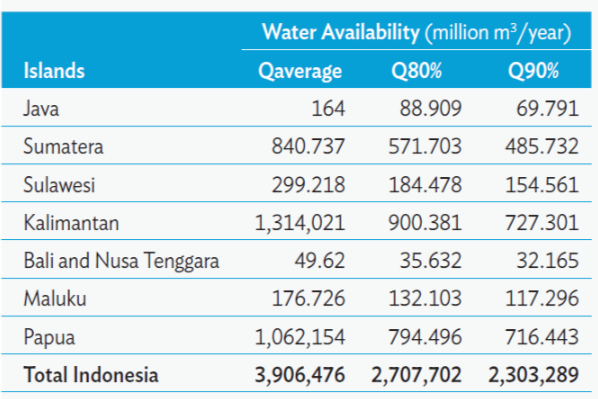 Water Availability (million m³/year)
Islands Qaverage Q80% Q90%
Java 164 88.909 69.791
Sumatera 840.737 571.703 485.732
Sulawesi 299.218 184.478 154.561
Kalimantan 1,314,021 900.381 727.301
Bali and Nusa Tenggara 49.62 35.632 32.165
Maluku 176.726 132.103 117.296
Papua 1,062,154 794.496 716.443
Total Indonesia 3,906,476 2,707,702 2,303,289